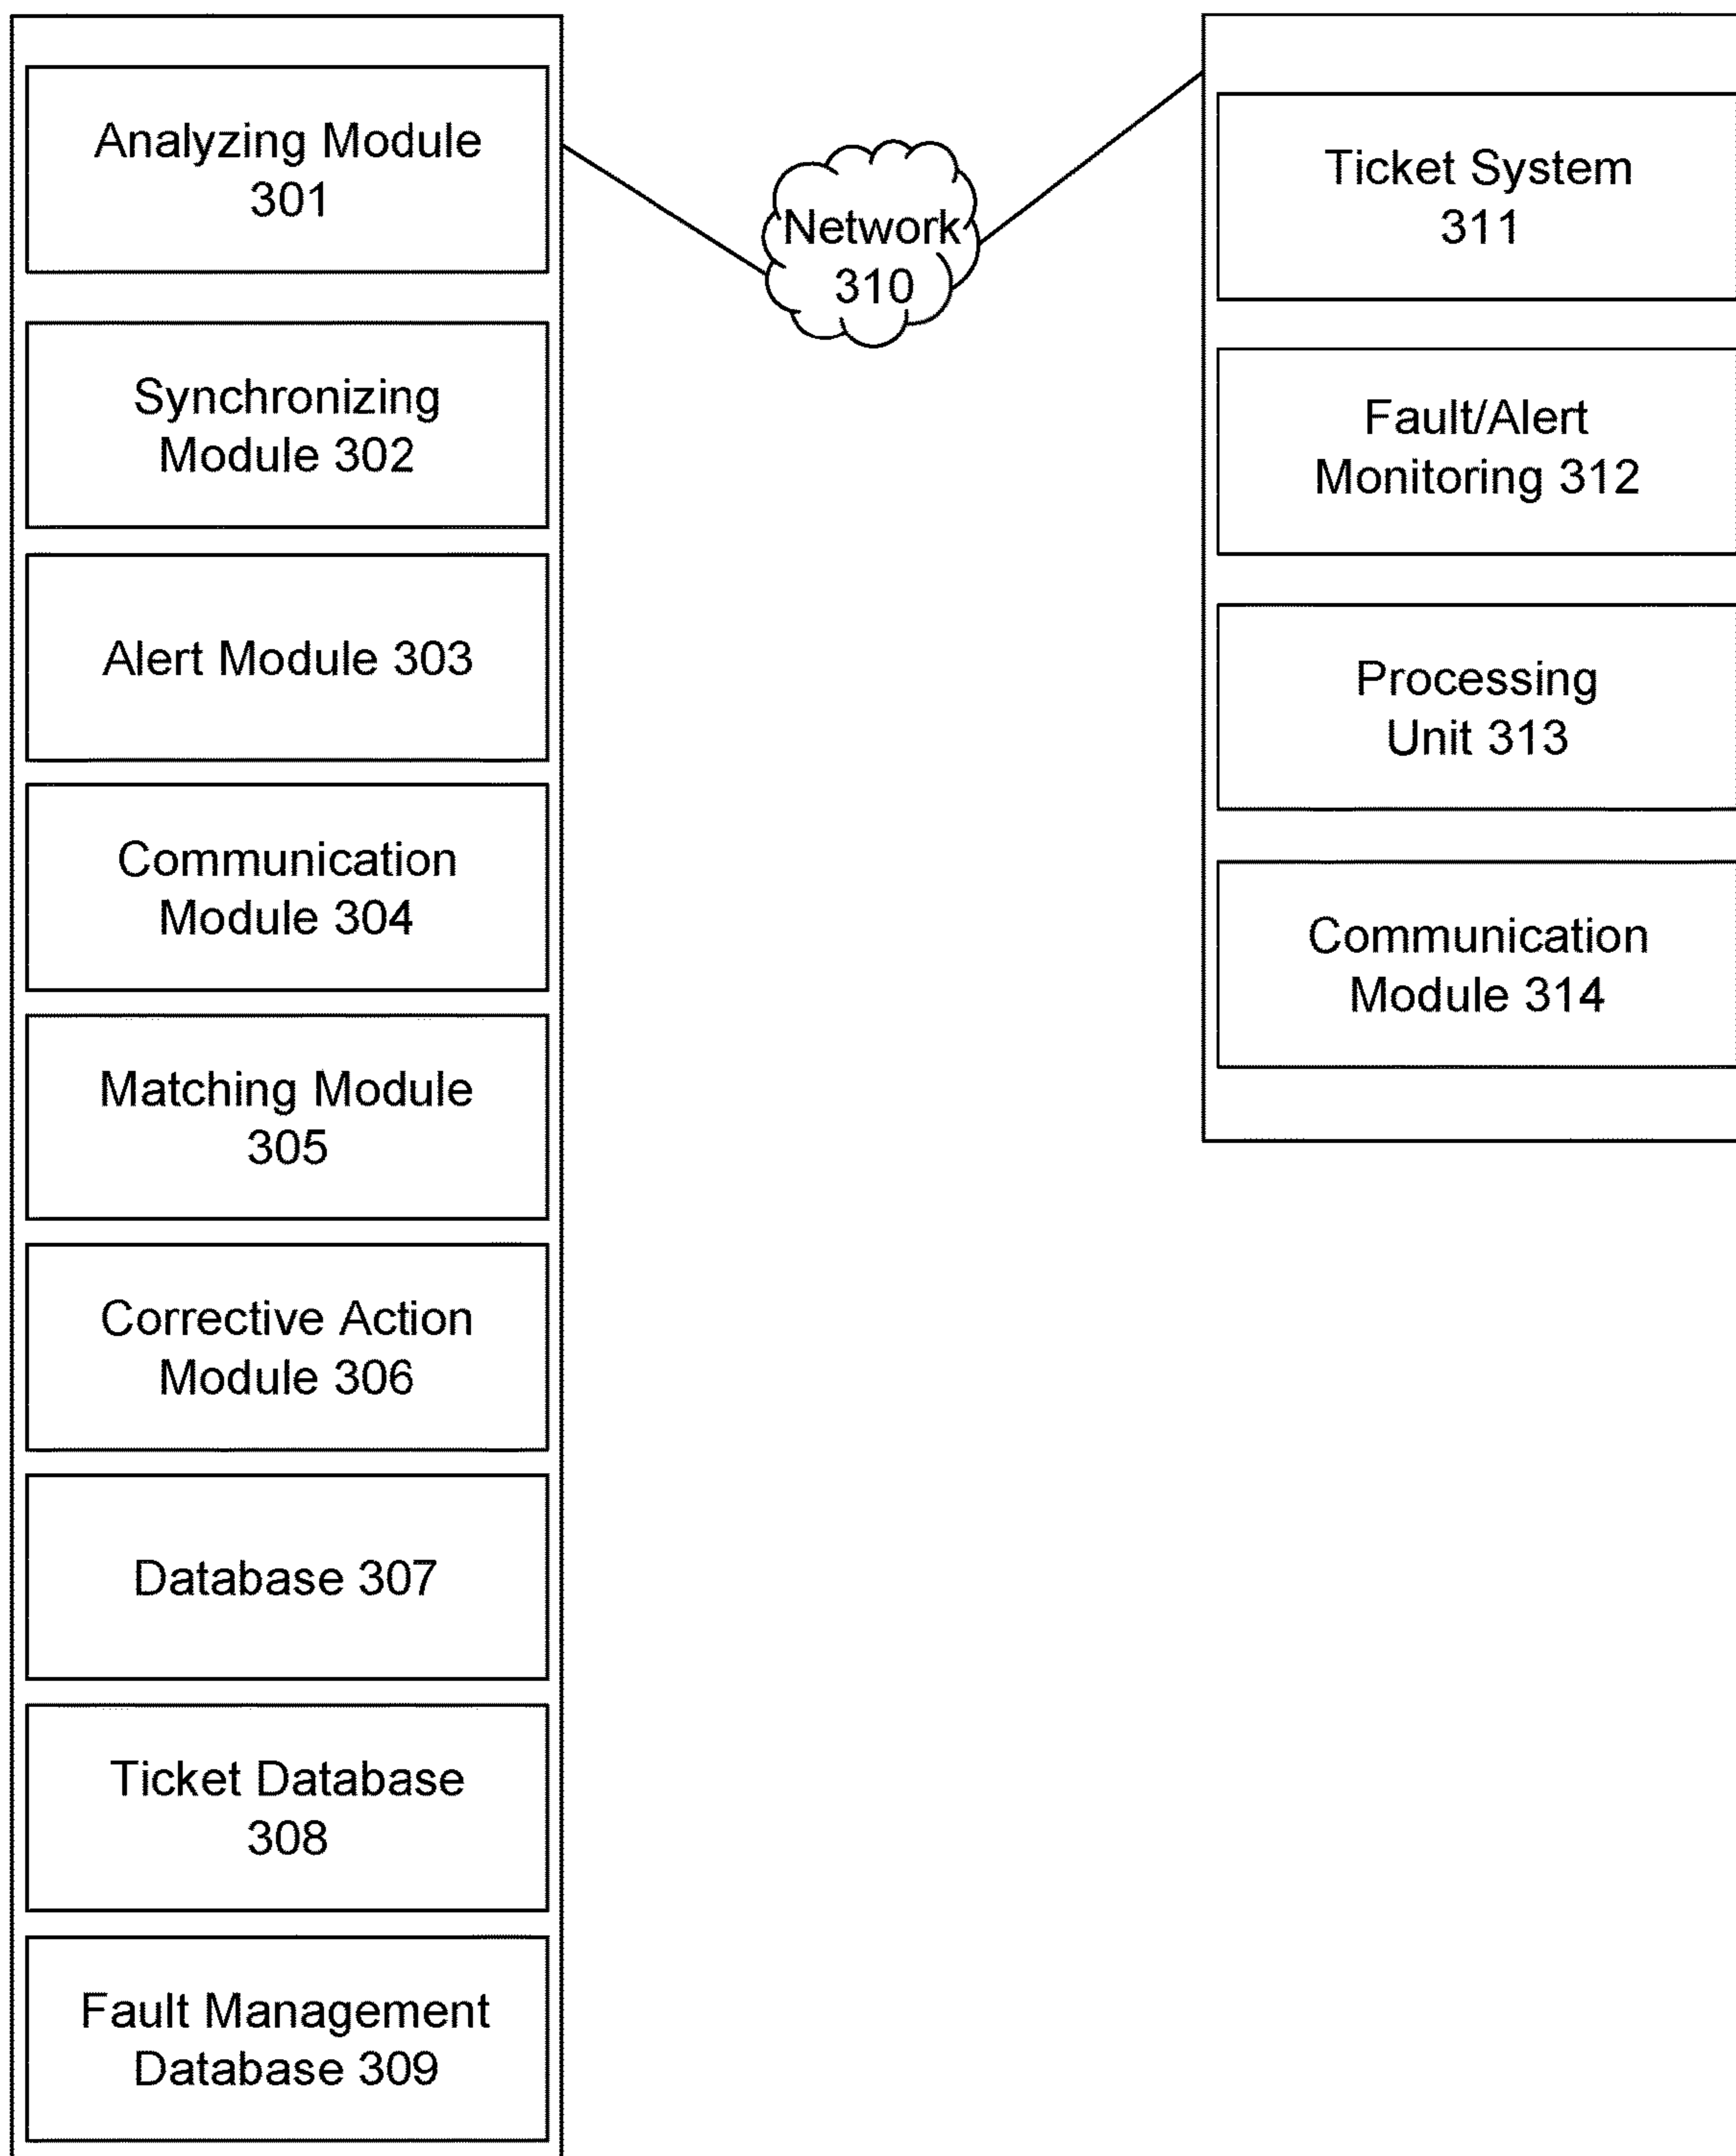 Analyzing Module
301
Synchronizing
Module 302
Alert Module 303
Communication
Module 304
Matching Module
305
Corrective Action
Module 306
Database 307
Ticket Database
308
Fault Management
Database 309
Network
310
Ticket System
311
Fault/Alert
Monitoring 312
Processing
Unit 313
Communication
Module 314